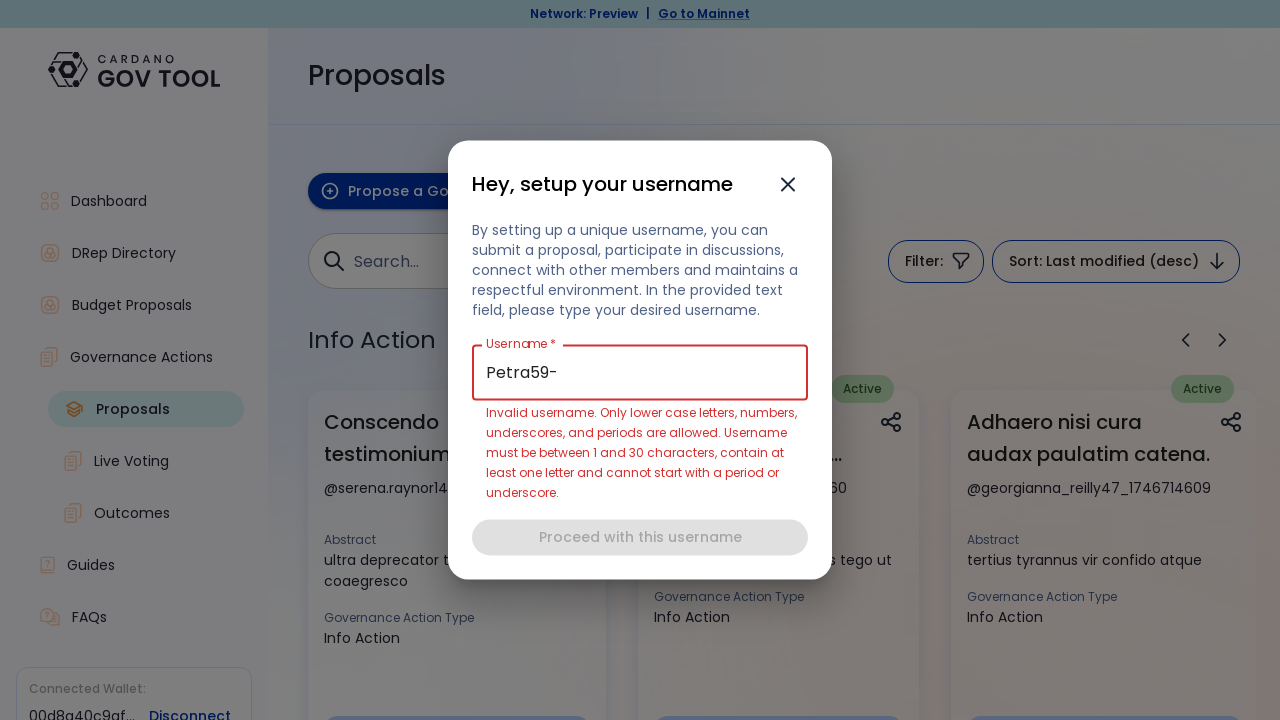 Network: Preview | Go to Mainnet
CARDANO
GOV TOOL
Proposals
Dashboard
DRep Directory
Budget Proposals
Governance Actions
Proposals
Live Voting
Outcomes
Guides
FAQs
Connected Wallet:
00d8a40c9af... Disconnect
Propose a Go
Search...
Filter:
Sort: Last modified (desc)
Info Action
Hey, setup your username
By setting up a unique username, you can
submit a proposal, participate in discussions,
connect with other members and maintains a
respectful environment. In the provided text
field, please type your desired username.
Username *
Petra59-
Invalid username. Only lower case letters, numbers,
underscores, and periods are allowed. Username
must be between 1 and 30 characters, contain at
least one letter and cannot start with a period or
underscore.
Proceed with this username
Conscendo
testimonium
@serena.raynor14
Abstract
ultra deprecator t
coaegresco
Governance Action Type
Info Action
Active
...
60
s tego ut
Governance Action Type
Info Action
Active
Adhaero nisi cura
audax paulatim catena.
@georgianna_reilly47_1746714609
Abstract
tertius tyrannus vir confido atque
Governance Action Type
Info Action